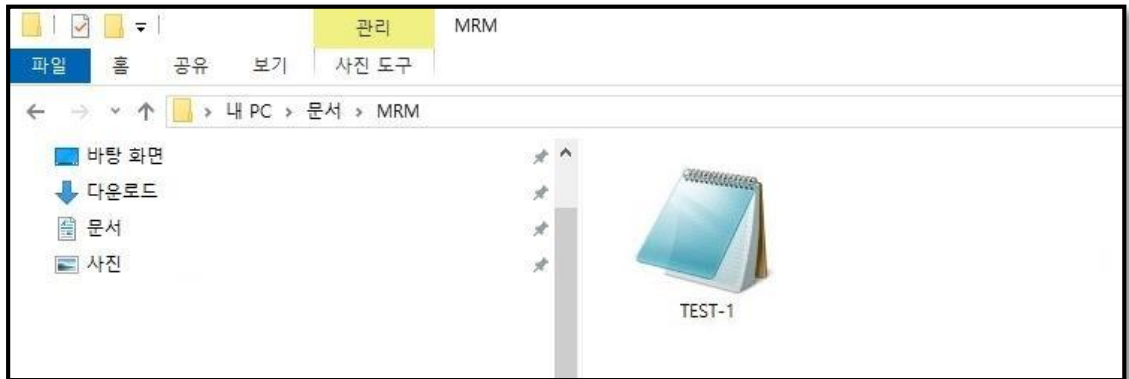 관리 MRM
파일 홈 공유 보기 사진 도구
내 PC > 문서 > MRM
바탕 화면
다운로드
문서
사진
TEST-1